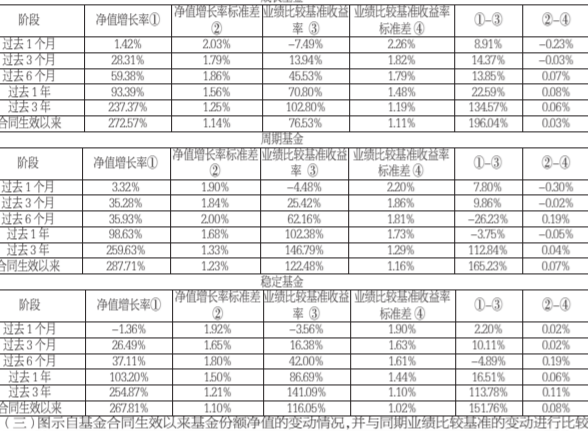 阶段 净值增长率① 净值增长率标准差② 业绩比较基准收益率 ③ 业绩比较基准收益率标准差④ ①-③ ②-④
过去1个月 1.42% 2.03% -7.49% 2.26% 8.91% -0.23%
过去3个月 28.31% 1.79% 13.94% 1.82% 14.37% -0.03%
过去6个月 59.38% 1.86% 45.53% 1.79% 13.85% 0.07%
过去1年 93.39% 1.56% 70.80% 1.48% 22.59% 0.08%
过去3年 237.37% 1.25% 102.80% 1.19% 134.57% 0.06%
合同生效以来 272.57% 1.14% 76.53% 1.11% 196.04% 0.03%
周期基金
阶段 净值增长率① 净值增长率标准差② 业绩比较基准收益率 ③ 业绩比较基准收益率标准差④ ①-③ ②-④
过去1个月 3.32% 1.90% -4.48% 2.20% 7.80% -0.30%
过去3个月 35.28% 1.84% 25.42% 1.86% 9.86% -0.02%
过去6个月 35.93% 2.00% 62.16% 1.81% -26.23% 0.19%
过去1年 98.63% 1.68% 102.38% 1.73% -3.75% -0.05%
过去3年 259.63% 1.33% 146.79% 1.29% 112.84% 0.04%
合同生效以来 287.71% 1.23% 122.48% 1.16% 165.23% 0.07%
稳定基金
阶段 净值增长率① 净值增长率标准差② 业绩比较基准收益率 ③ 业绩比较基准收益率标准差④ ①-③ ②-④
过去1个月 -1.36% 1.92% -3.56% 1.90% 2.20% 0.02%
过去3个月 26.49% 1.65% 16.38% 1.63% 10.11% 0.02%
过去6个月 37.11% 1.80% 42.00% 1.61% -4.89% 0.19%
过去1年 103.20% 1.50% 86.69% 1.44% 16.51% 0.06%
过去3年 254.87% 1.21% 141.09% 1.10% 113.78% 0.11%
合同生效以来 267.81% 1.10% 116.05% 1.02% 151.76% 0.08%
（三）图示自基金合同生效以来基金份额净值的变动情况，并与同期业绩比较基准的变动进行比较